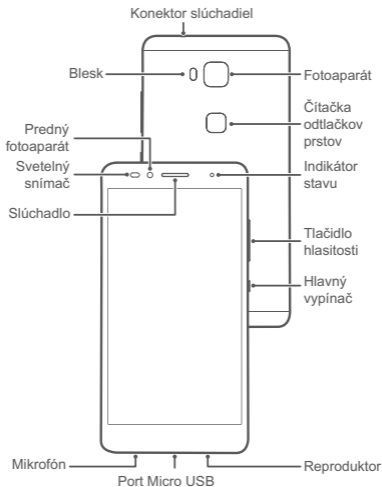 Konektor slúchadiel
Blesk
Fotoaparát
Čítačka
odtlačkov
prstov
Predný
fotoaparát
Svetelný
snímač
Indikátor
stavu
Slúchadlo
Tlačidlo
hlasitosti
Hlavný
vypínač
Mikrofón
Port Micro USB
Reproduktor